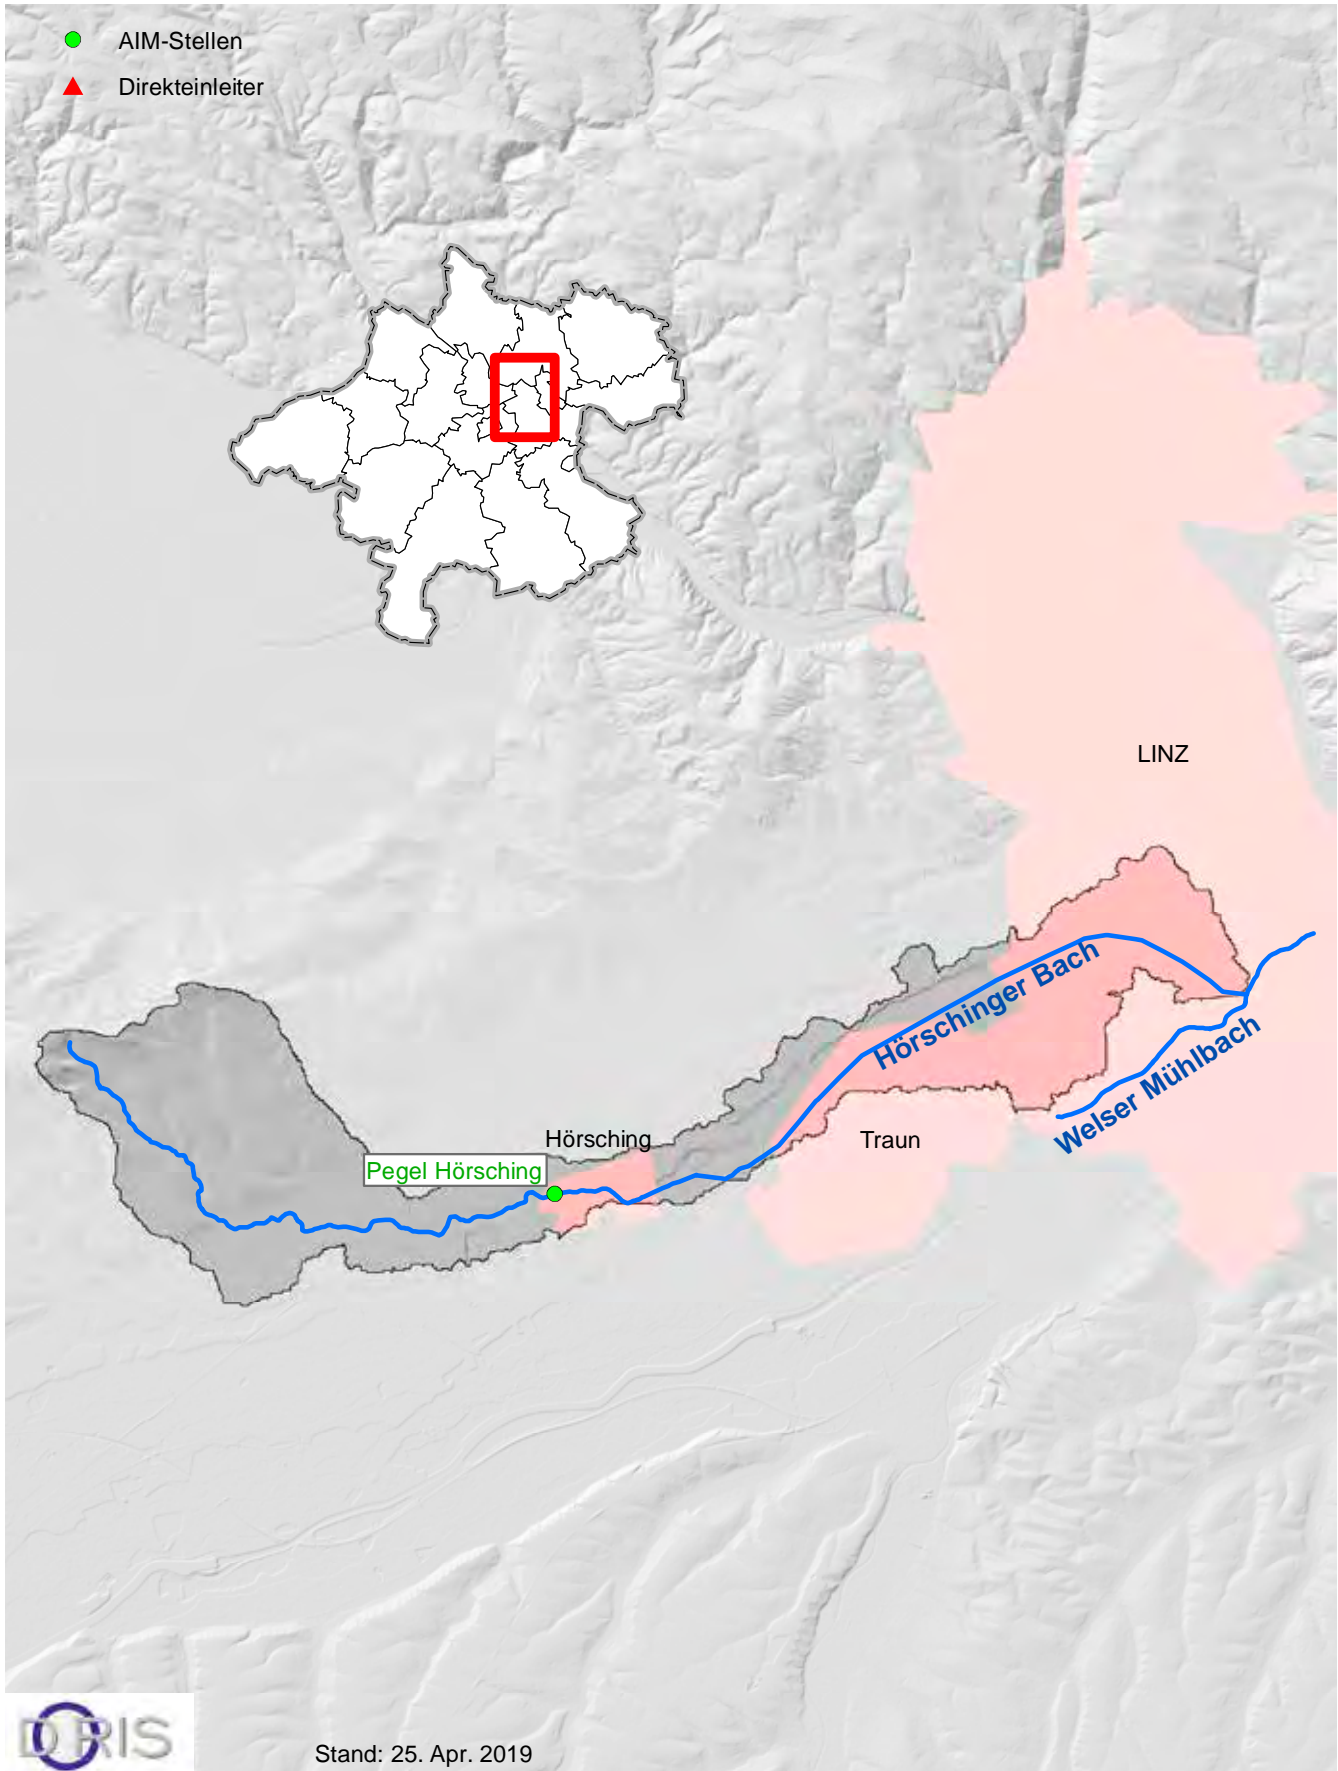 AIM-Stellen
Direkteinleiter
LINZ
Hörschinger Bach
Welser Mühlbach
Hörsching
Traun
Pegel Hörsching
DORIS
Stand: 25. Apr. 2019